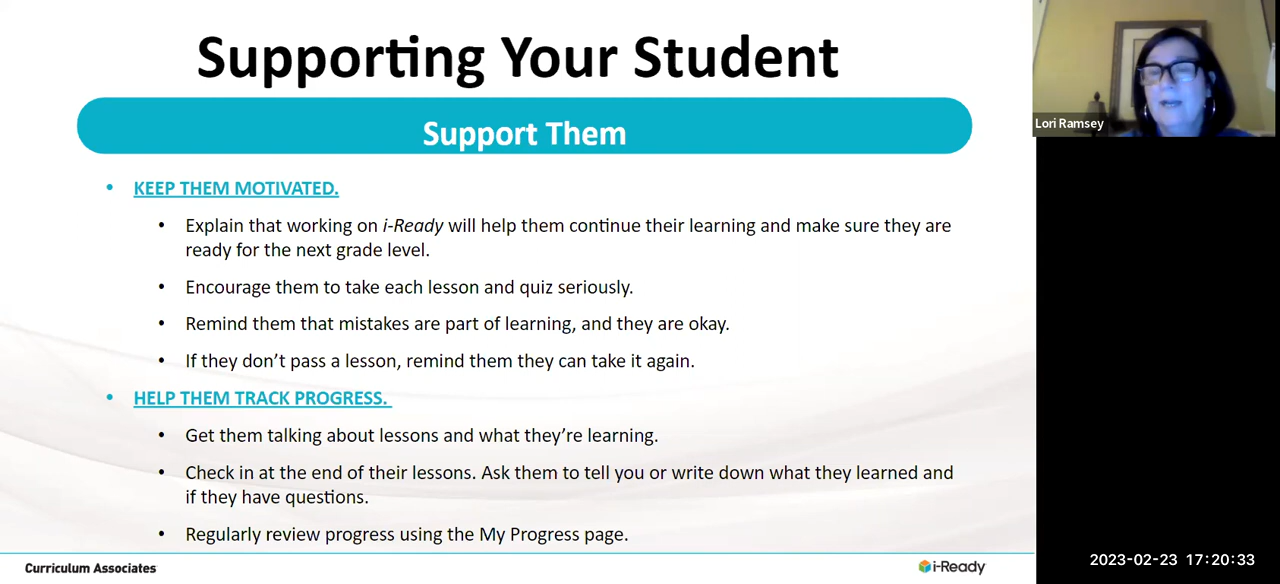 Supporting Your Student
Support Them
• KEEP THEM MOTIVATED.
• Explain that working on i-Ready will help them continue their learning and make sure they are
ready for the next grade level.
• Encourage them to take each lesson and quiz seriously.
• Remind them that mistakes are part of learning, and they are okay.
• If they don’t pass a lesson, remind them they can take it again.
• HELP THEM TRACK PROGRESS.
• Get them talking about lessons and what they’re learning.
• Check in at the end of their lessons. Ask them to tell you or write down what they learned and
if they have questions.
• Regularly review progress using the My Progress page.
Curriculum Associates
i-Ready
Lori Ramsey
2023-02-23 17:20:33